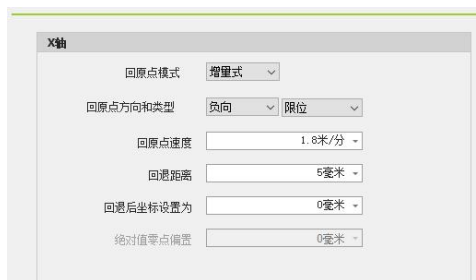 X轴
回原点模式 增量式
回原点方向和类型 负向 限位
回原点速度 1.8米/分
回退距离 5毫米
回退后坐标设置为 0毫米
绝对值零点偏置 0毫米